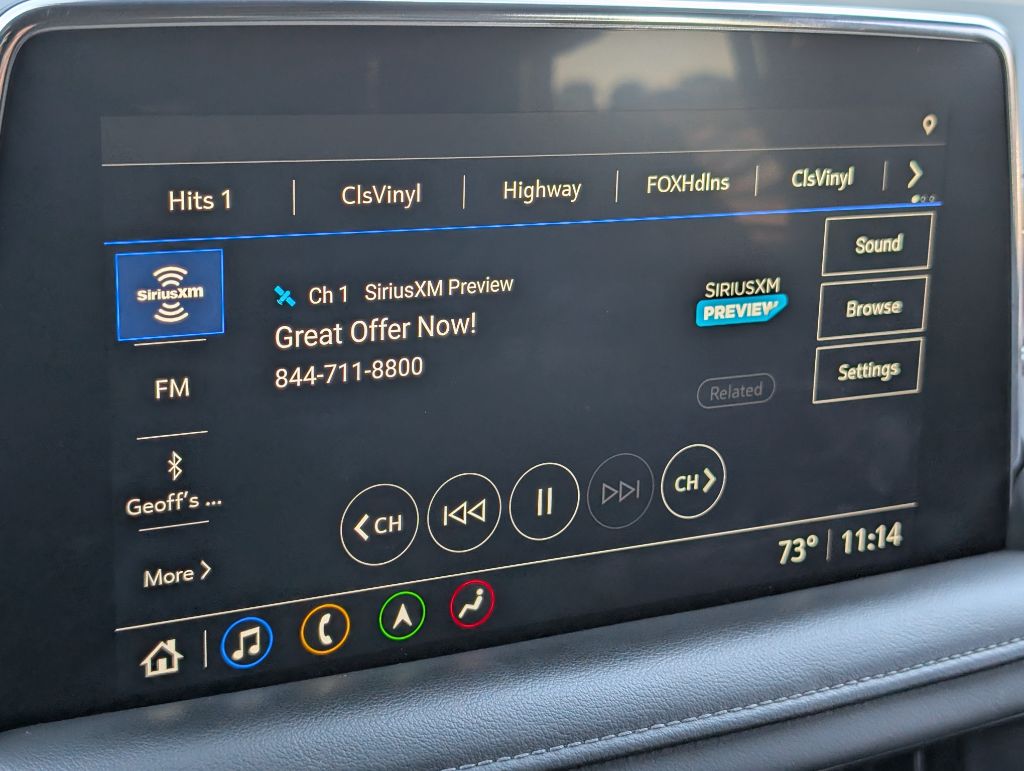 Hits 1 ClsVinyl Highway FOXHdlns ClsVinyl
SiriusXM
Ch 1 SiriusXM Preview
Great Offer Now!
844-711-8800
SIRIUSXM
PREVIEW
Related
Sound
Browse
Settings
FM
Geoff's ...
More
CH
CH
73° 11:14